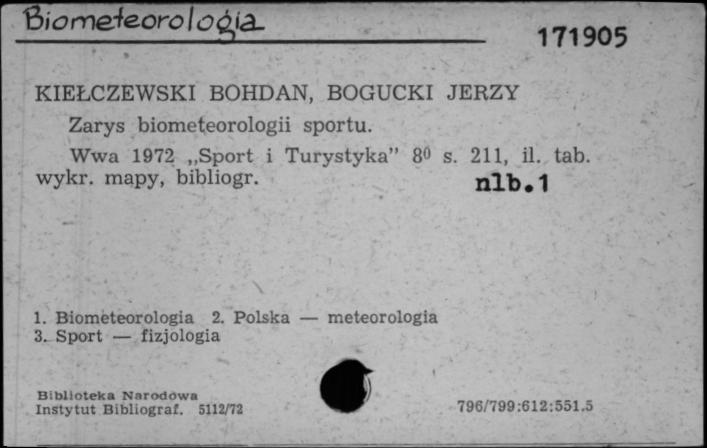 Biometeorologia
171905
KIEŁCZEWSKI BOHDAN, BOGUCKI JERZY
Zarys biometeorologii sportu.
Wwa 1972 „Sport i Turystyka” 8⁰ s. 211, il. tab.
wykr. mapy, bibliogr.
nlb.1
1. Biometeorologia 2. Polska — meteorologia
3. Sport — fizjologia
Biblioteka Narodowa
Instytut Bibliograf. 5112/72
796/799:612:551.5